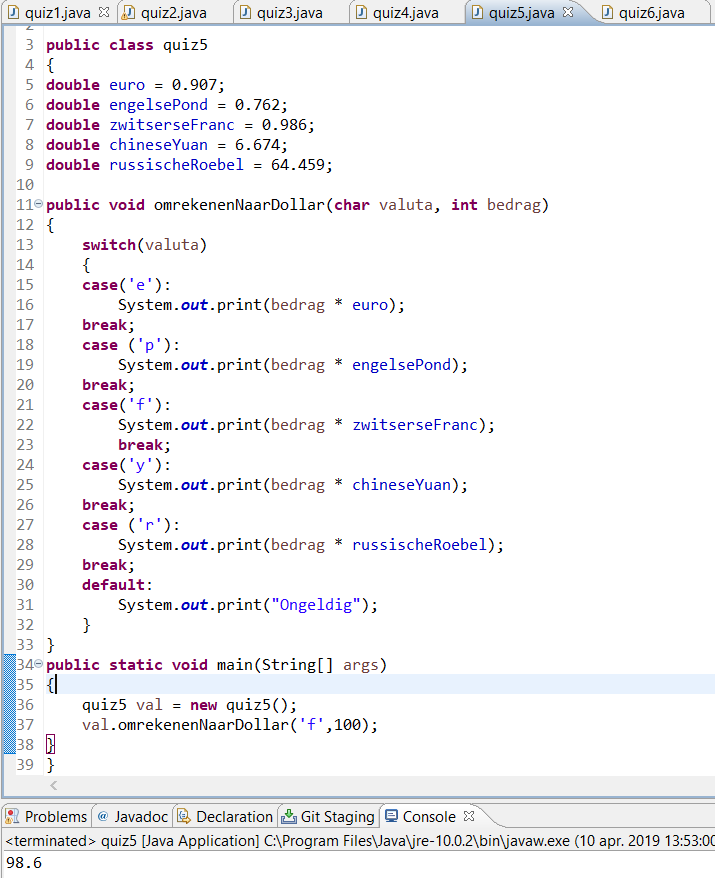 quiz1.java quiz2.java quiz3.java quiz4.java quiz5.java quiz6.java
2
3 public class quiz5
4 {
5 double euro = 0.907;
6 double engelsePond = 0.762;
7 double zwitserseFranc = 0.986;
8 double chineseYuan = 6.674;
9 double russischeRoebel = 64.459;
10
11 public void omrekenenNaarDollar(char valuta, int bedrag)
12 {
13     switch(valuta)
14     {
15     case('e'):
16         System.out.print(bedrag * euro);
17     break;
18     case ('p'):
19         System.out.print(bedrag * engelsePond);
20     break;
21     case('f'):
22         System.out.print(bedrag * zwitserseFranc);
23         break;
24     case('y'):
25         System.out.print(bedrag * chineseYuan);
26     break;
27     case ('r'):
28         System.out.print(bedrag * russischeRoebel);
29     break;
30     default:
31         System.out.print("Ongeldig");
32     }
33 }
34 public static void main(String[] args)
35 {
36     quiz5 val = new quiz5();
37     val.omrekenenNaarDollar('f',100);
38 }
39 }
Problems @ Javadoc Declaration Git Staging Console
<terminated> quiz5 [Java Application] C:\Program Files\Java\jre-10.0.2\bin\javaw.exe (10 apr. 2019 13:53:00
98.6